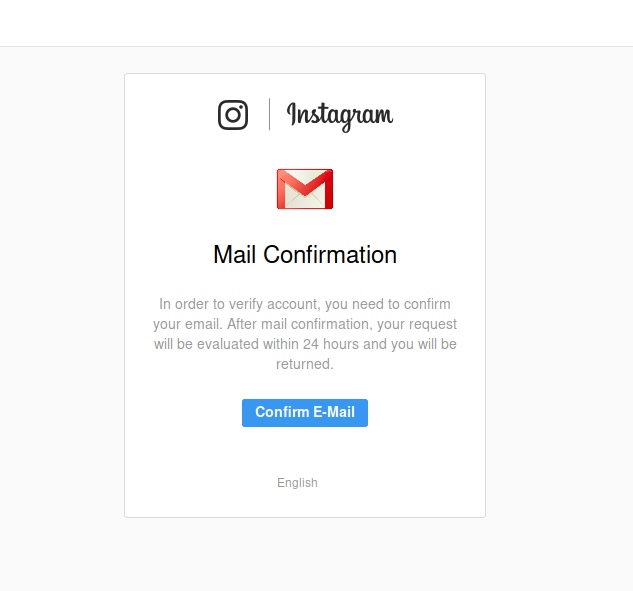 Instagram
Mail Confirmation
In order to verify account, you need to confirm
your email. After mail confirmation, your request
will be evaluated within 24 hours and you will be
returned.
Confirm E-Mail
English